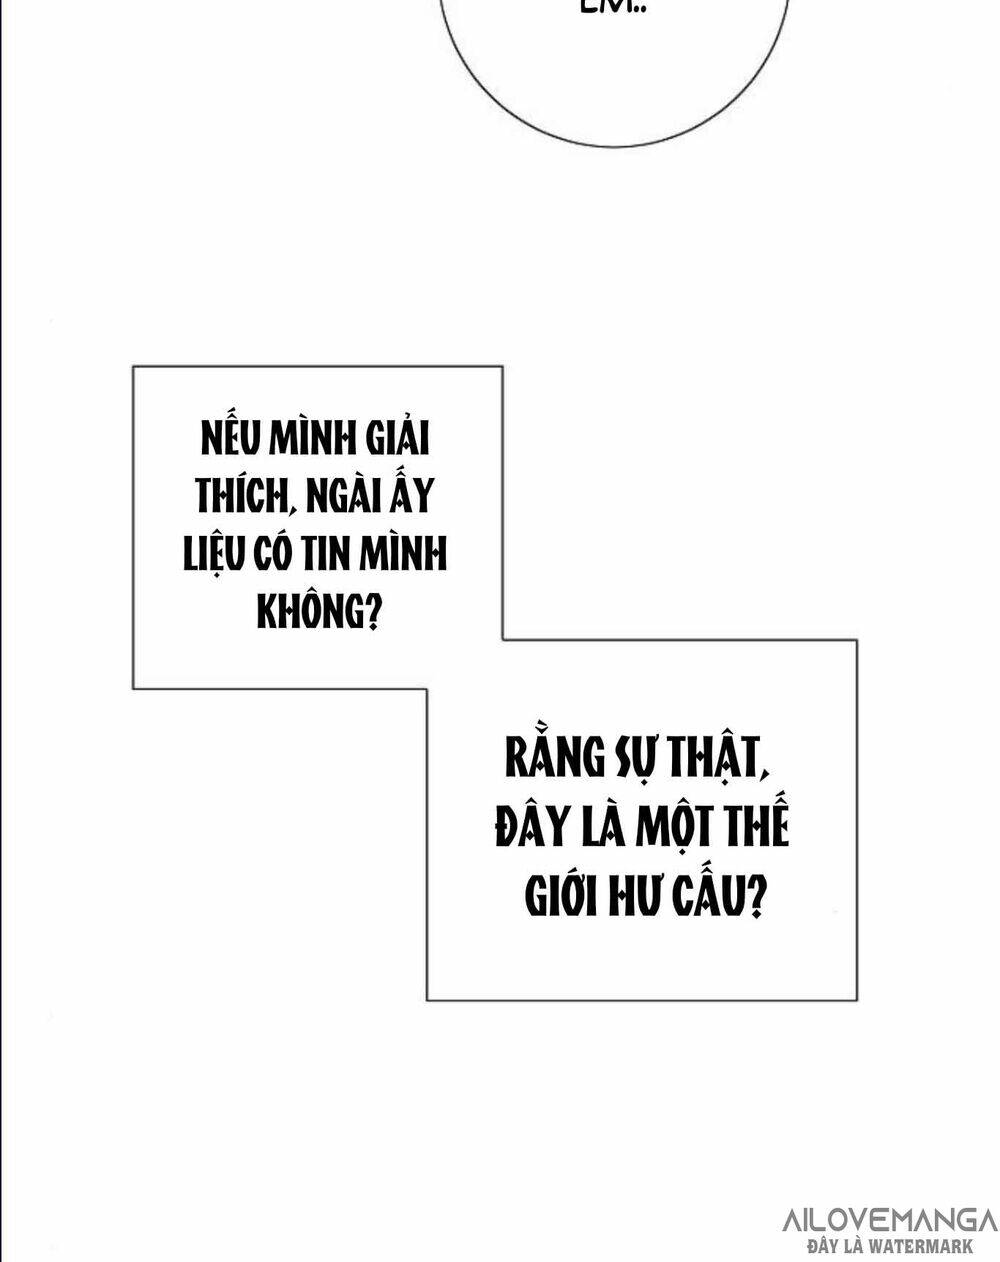 EM..
NẾU MÌNH GIẢI
THÍCH, NGÀI ẤY
LIỆU CÓ TIN MÌNH
KHÔNG?
RẰNG SỰ THẬT,
ĐÂY LÀ MỘT THẾ
GIỚI HƯ CẤU?
AILOVEMANGA
ĐÂY LÀ WATERMARK